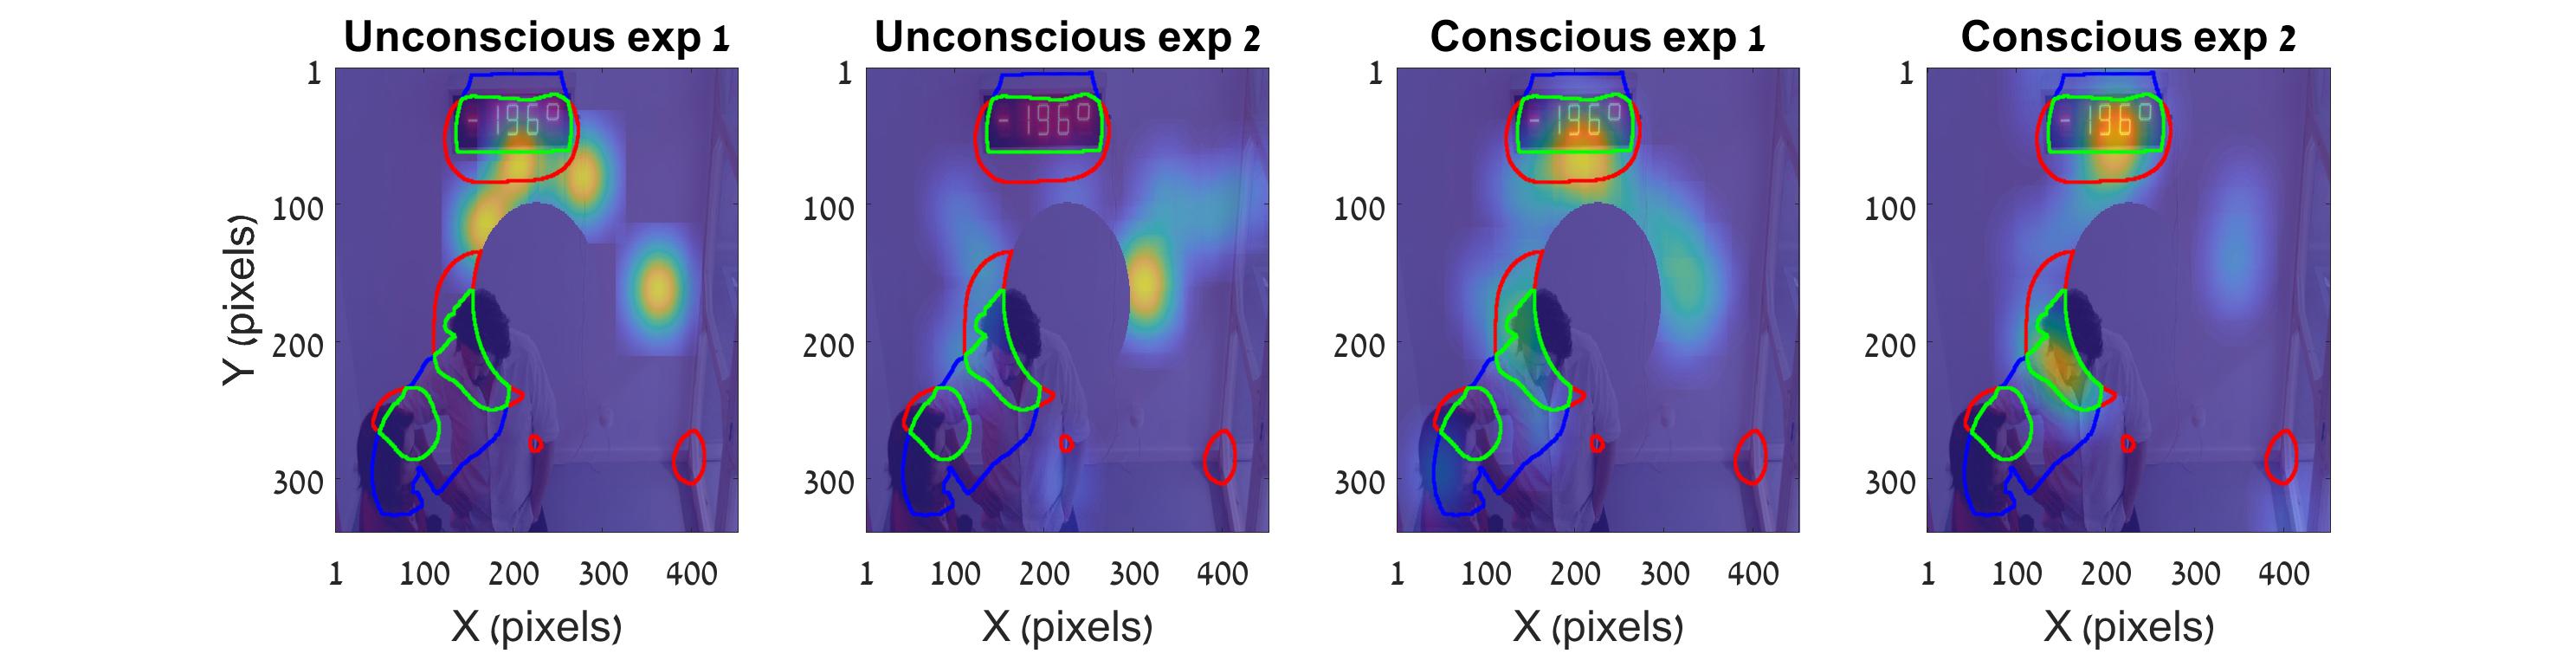 Unconscious exp 1
Unconscious exp 2
Conscious exp 1
Conscious exp 2
Y (pixels)
1
100
200
300
1
100
200
300
1
100
200
300
1
100
200
300
- 196°
- 196°
- 196°
- 196°
1 100 200 300 400
1 100 200 300 400
1 100 200 300 400
1 100 200 300 400
X (pixels)
X (pixels)
X (pixels)
X (pixels)